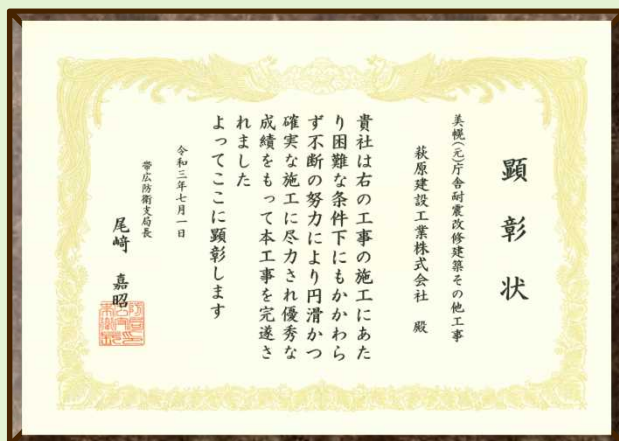 顕彰状
美幌(元)庁舎耐震改修建築その他工事
萩原建設工業株式会社 殿
貴社は右の工事の施工にあた
り困難な条件下にもかかわら
ず不断の努力により円滑かつ
確実な施工に尽力され優秀な
成績をもって本工事を完遂さ
れました
よってここに顕彰します
令和三年七月一日
帯広防衛支局長
尾﨑 嘉昭